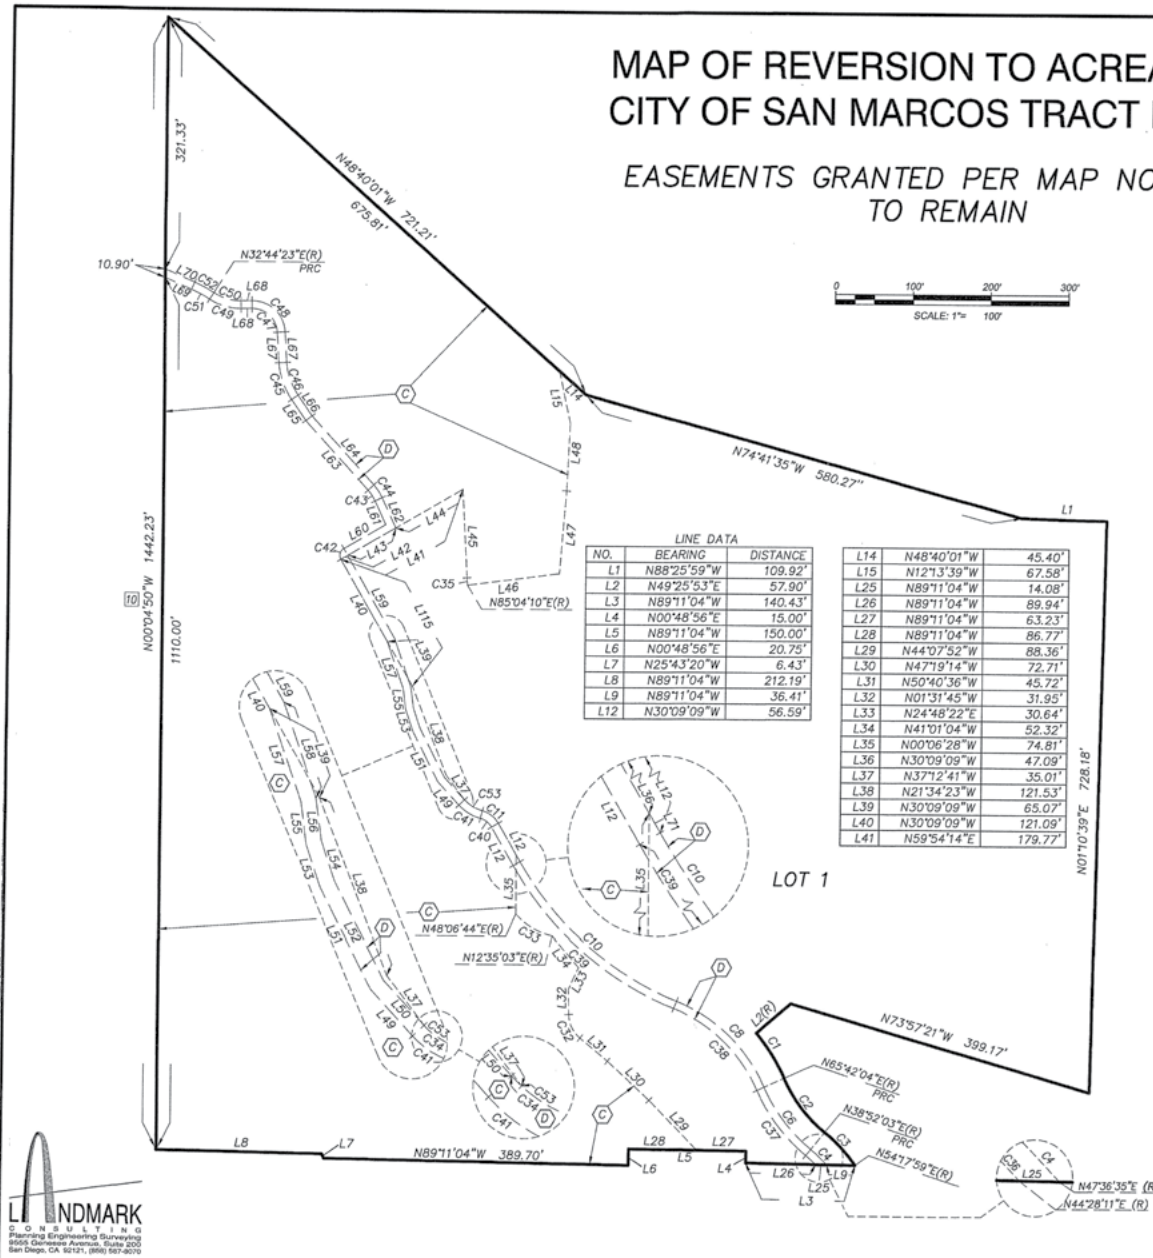 MAP OF REVERSION TO ACREA
CITY OF SAN MARCOS TRACT
EASEMENTS GRANTED PER MAP NO
TO REMAIN
0 100' 200' 300'
SCALE: 1"= 100'
321.33'
N48°40'01"W 721.21'
675.81'
N32°44'23"E(R)
PRC
10.90'
L70
C52
L69
C51
C50
C49
L68
L68
C48
C47
L67
L67
C46
C45
L66
L65
C
L15
L14
N74°41'35"W 580.27"
L1
L64
L63
D
L48
C44
C43
L62
L61
L60
L44
C42
L43
L42
L41
L45
L47
C35
L46
N85°04'10"E(R)
N00°04'50"W 1442.23'
10
1110.00'
L59
L40
L115
L57
L39
L55
L53
L38
L51
L37
L49
C53
C41
C11
C40
L12
L12
L35
LINE DATA
NO. BEARING DISTANCE
L1 N88°25'59"W 109.92'
L2 N49°25'53"E 57.90'
L3 N89°11'04"W 140.43'
L4 N00°48'56"E 15.00'
L5 N89°11'04"W 150.00'
L6 N00°48'56"E 20.75'
L7 N25°43'20"W 6.43'
L8 N89°11'04"W 212.19'
L9 N89°11'04"W 36.41'
L12 N30°09'09"W 56.59'
L14 N48°40'01"W 45.40'
L15 N12°13'39"W 67.58'
L25 N89°11'04"W 14.08'
L26 N89°11'04"W 89.94'
L27 N89°11'04"W 63.23'
L28 N89°11'04"W 86.77'
L29 N44°07'52"W 88.36'
L30 N47°19'14"W 72.71'
L31 N50°40'36"W 45.72'
L32 N01°31'45"W 31.95'
L33 N24°48'22"E 30.64'
L34 N41°01'04"W 52.32'
L35 N00°06'28"W 74.81'
L36 N30°09'09"W 47.09'
L37 N37°12'41"W 35.01'
L38 N21°34'23"W 121.53'
L39 N30°09'09"W 65.07'
L40 N30°09'09"W 121.09'
L41 N59°54'14"E 179.77'
N01°10'39"E 728.18'
L59
L40
L58
L39
L57
C
L56
L55
L54
L53
L38
L52
L51
D
L37
L50
L49
C53
C34
C41
C
L12
L36
L12
L71
D
C10
C39
L35
C
LOT 1
C
N48°06'44"E(R)
C33
N12°35'03"E(R)
L34
C10
C39
L33
L32
C32
L31
L30
C
L29
D
C8
C38
L2(R)
C1
N73°57'21"W 399.17'
N65°42'04"E(R)
PRC
C2
C6
C37
N38°52'03"E(R)
PRC
C3
C4
N54°17'59"E(R)
L37
L50
C
C53
C34
D
C41
L8
L7
N89°11'04"W 389.70'
L28
L27
L5
L6
L4
L26
L25
L9
L3
C36
C4
L25
N47°36'35"E (R)
N44°28'11"E (R)
LANDMARK
CONSULTING
Planning Engineering Surveying
9555 Genesee Avenue, Suite 200
San Diego, CA 92121, (858) 587-8070